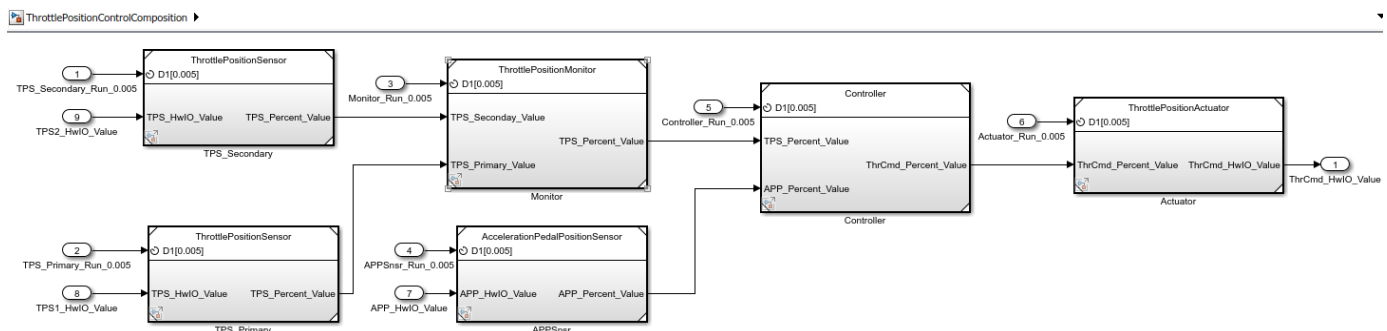 ThrottlePositionControlComposition
1
TPS_Secondary_Run_0.005
9
TPS2_HwIO_Value
ThrottlePositionSensor
D1[0.005]
TPS_HwIO_Value TPS_Percent_Value
TPS_Secondary
3
Monitor_Run_0.005
ThrottlePositionMonitor
D1[0.005]
TPS_Seconday_Value
TPS_Percent_Value
TPS_Primary_Value
Monitor
5
Controller_Run_0.005
Controller
D1[0.005]
TPS_Percent_Value
ThrCmd_Percent_Value
APP_Percent_Value
Controller
6
Actuator_Run_0.005
ThrottlePositionActuator
D1[0.005]
ThrCmd_Percent_Value ThrCmd_HwIO_Value
Actuator
1
ThrCmd_HwIO_Value
2
TPS_Primary_Run_0.005
8
TPS1_HwIO_Value
ThrottlePositionSensor
D1[0.005]
TPS_HwIO_Value TPS_Percent_Value
TPS_Primary
4
APPSnsr_Run_0.005
7
APP_HwIO_Value
AccelerationPedalPositionSensor
D1[0.005]
APP_HwIO_Value APP_Percent_Value
APPSnsr